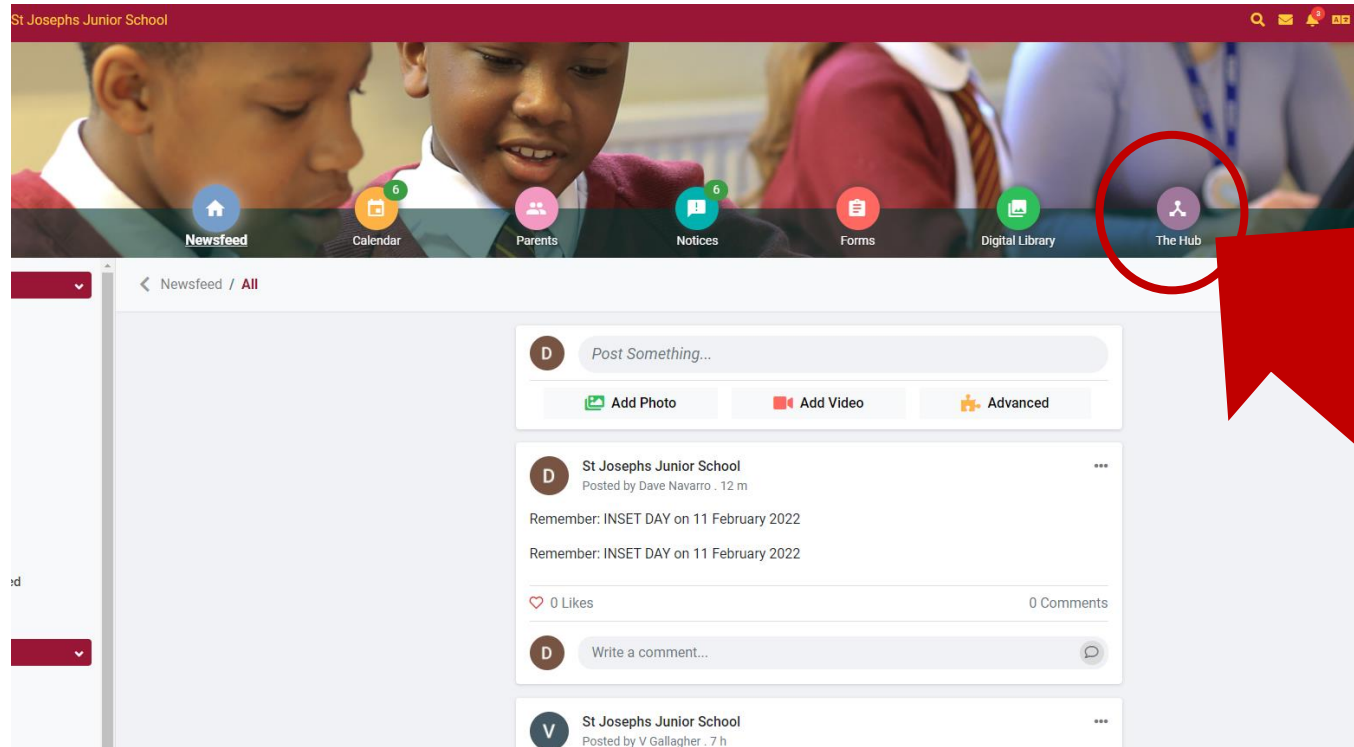 St Josephs Junior School
3
6
6
Newsfeed
Calendar
Parents
Notices
Forms
Digital Library
The Hub
Newsfeed / All
D
Post Something...
Add Photo
Add Video
Advanced
D
St Josephs Junior School
Posted by Dave Navarro . 12 m
Remember: INSET DAY on 11 February 2022
Remember: INSET DAY on 11 February 2022
ed
0 Likes
0 Comments
D
Write a comment...
V
St Josephs Junior School
Posted by V Gallagher . 7 h